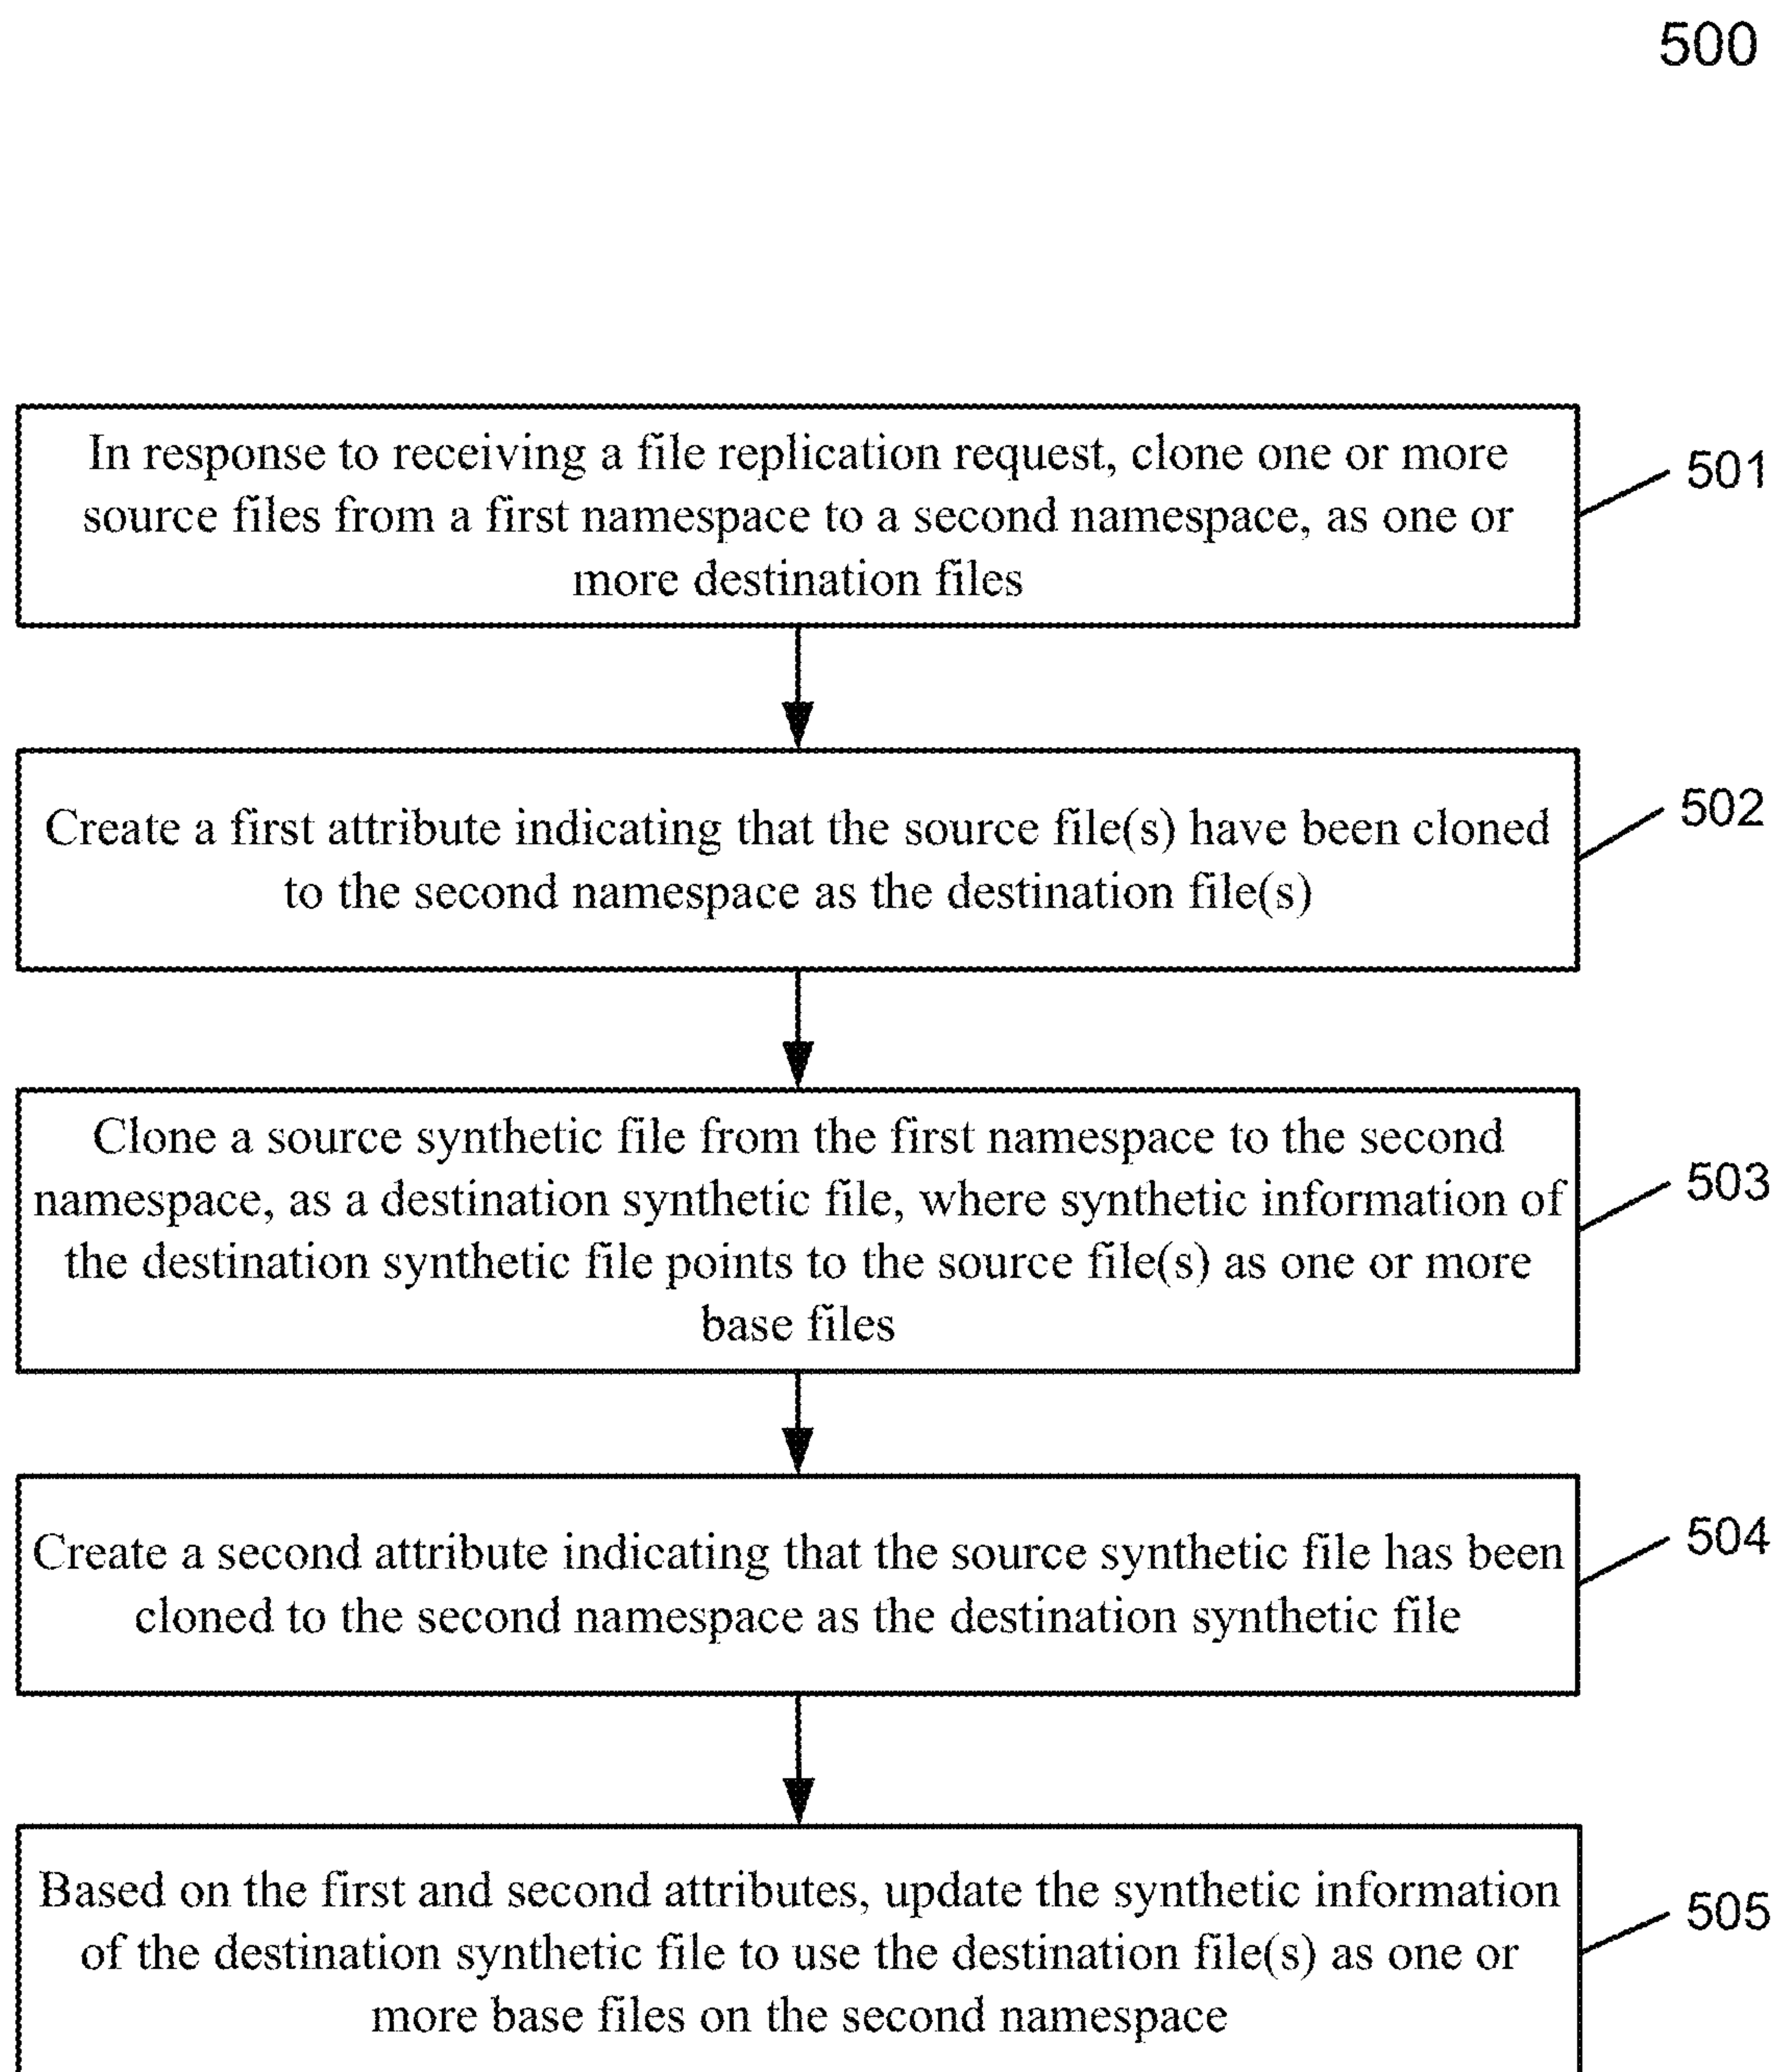 500
In response to receiving a file replication request, clone one or more
source files from a first namespace to a second namespace, as one or
more destination files
501
Create a first attribute indicating that the source file(s) have been cloned
to the second namespace as the destination file(s)
502
Clone a source synthetic file from the first namespace to the second
namespace, as a destination synthetic file, where synthetic information of
the destination synthetic file points to the source file(s) as one or more
base files
503
Create a second attribute indicating that the source synthetic file has been
cloned to the second namespace as the destination synthetic file
504
Based on the first and second attributes, update the synthetic information
of the destination synthetic file to use the destination file(s) as one or
more base files on the second namespace
505